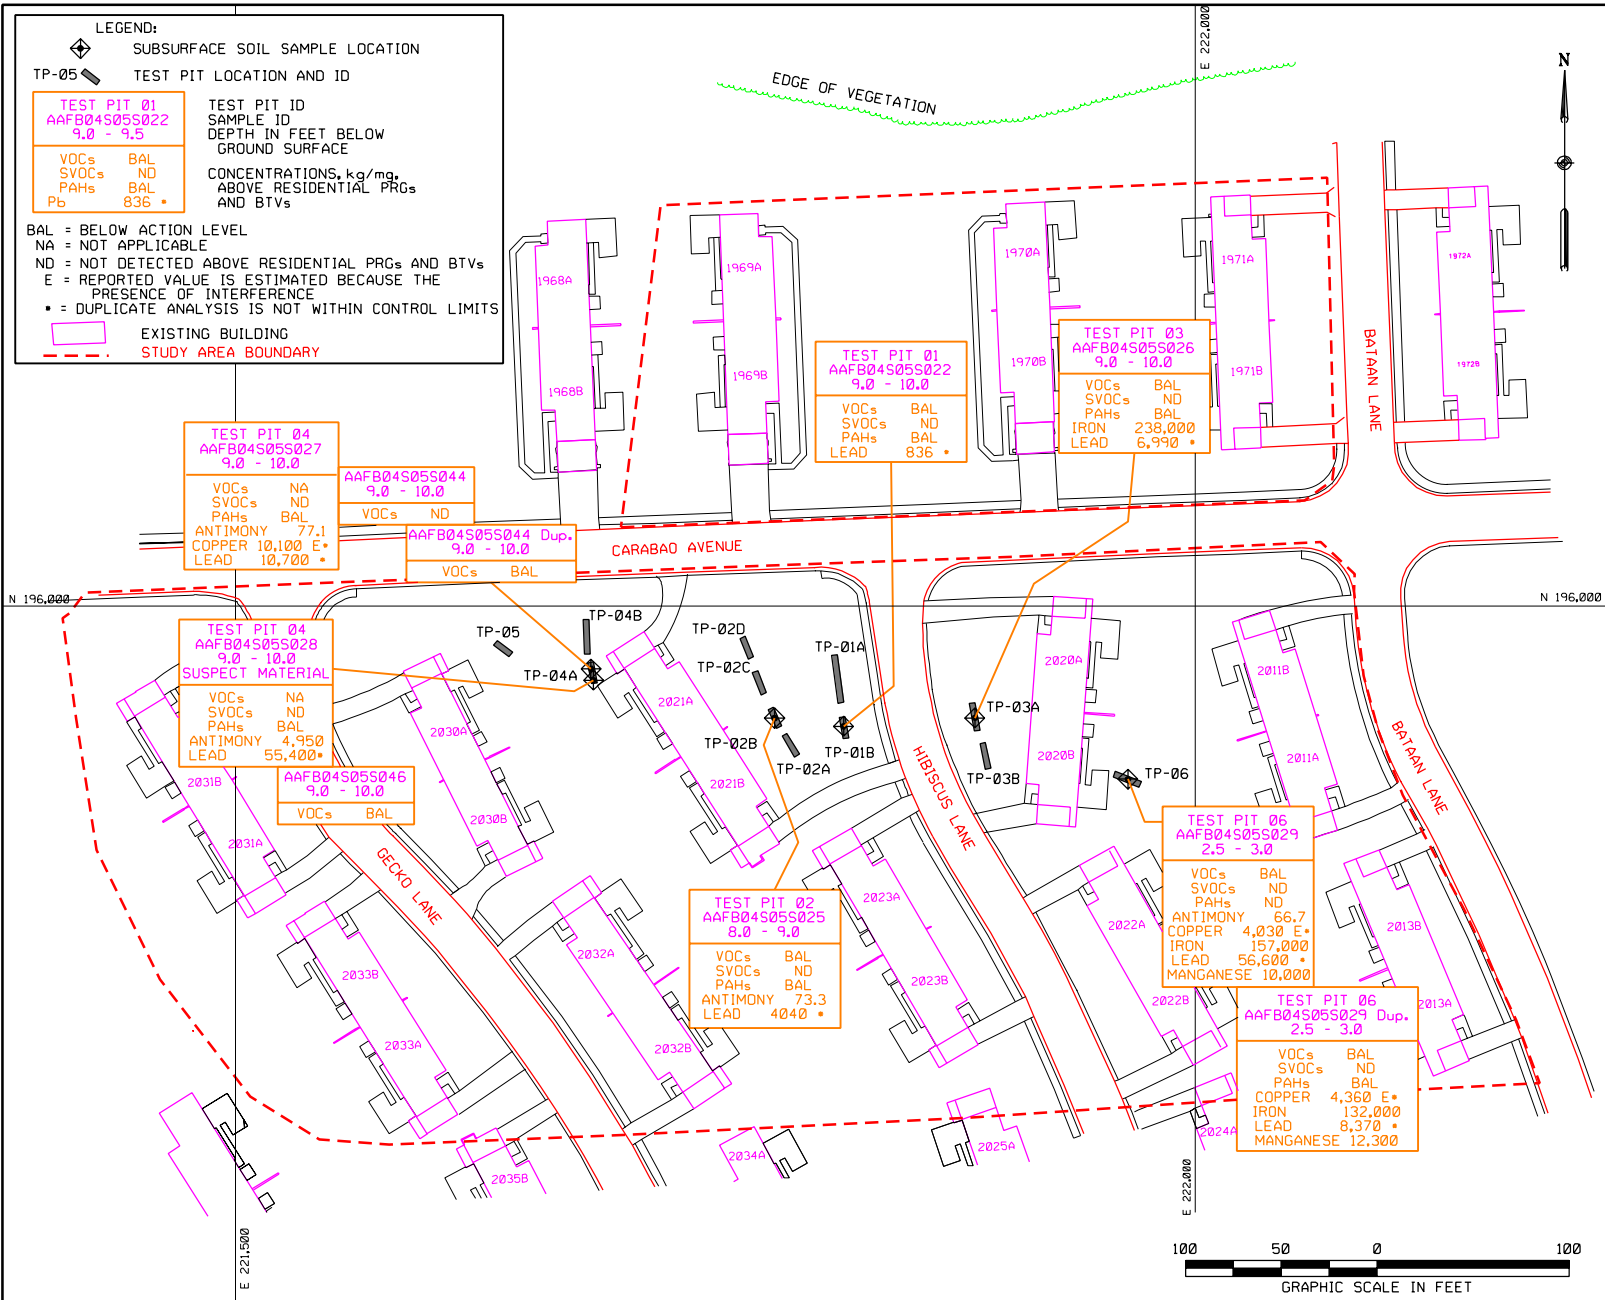 LEGEND:
SUBSURFACE SOIL SAMPLE LOCATION
TP-05 TEST PIT LOCATION AND ID
TEST PIT 01
AAFB04S05S022
9.0 - 9.5
VOCs BAL
SVOCs ND
PAHs BAL
Pb 836 *
TEST PIT ID
SAMPLE ID
DEPTH IN FEET BELOW
GROUND SURFACE
CONCENTRATIONS, kg/mg,
ABOVE RESIDENTIAL PRGs
AND BTVs
BAL = BELOW ACTION LEVEL
NA = NOT APPLICABLE
ND = NOT DETECTED ABOVE RESIDENTIAL PRGs AND BTVs
E = REPORTED VALUE IS ESTIMATED BECAUSE THE
PRESENCE OF INTERFERENCE
* = DUPLICATE ANALYSIS IS NOT WITHIN CONTROL LIMITS
EXISTING BUILDING
STUDY AREA BOUNDARY
EDGE OF VEGETATION
E 222,000
N
1968A
1968B
1969A
1969B
1970A
1970B
1971A
1971B
1972A
1972B
BATAAN LANE
TEST PIT 01
AAFB04S05S022
9.0 - 10.0
VOCs BAL
SVOCs ND
PAHs BAL
LEAD 836 *
TEST PIT 03
AAFB04S05S026
9.0 - 10.0
VOCs BAL
SVOCs ND
PAHs BAL
IRON 238,000
LEAD 6,990 *
TEST PIT 04
AAFB04S05S027
9.0 - 10.0
VOCs NA
SVOCs ND
PAHs BAL
ANTIMONY 77.1
COPPER 10,100 E*
LEAD 10,700 *
AAFB04S05S044
9.0 - 10.0
VOCs ND
AAFB04S05S044 Dup.
9.0 - 10.0
VOCs BAL
CARABAO AVENUE
N 196,000
N 196,000
TEST PIT 04
AAFB04S05S028
9.0 - 10.0
SUSPECT MATERIAL
VOCs NA
SVOCs ND
PAHs BAL
ANTIMONY 4,950
LEAD 55,400*
AAFB04S05S046
9.0 - 10.0
VOCs BAL
TP-05
TP-04B
TP-04A
TP-02D
TP-02C
TP-02B
TP-02A
TP-01A
TP-01B
TP-03A
TP-03B
TP-06
2030A
2030B
2031B
2031A
2021A
2021B
2020A
2020B
2011B
2011A
HIBISCUS LANE
BATAAN LANE
GECKO LANE
2033B
2033A
2032A
2032B
2023A
2023B
2022A
2022B
2013B
2013A
TEST PIT 02
AAFB04S05S025
8.0 - 9.0
VOCs BAL
SVOCs ND
PAHs BAL
ANTIMONY 73.3
LEAD 4040 *
TEST PIT 06
AAFB04S05S029
2.5 - 3.0
VOCs BAL
SVOCs ND
PAHs ND
ANTIMONY 66.7
COPPER 4,030 E*
IRON 157,000
LEAD 56,600 *
MANGANESE 10,000
TEST PIT 06
AAFB04S05S029 Dup.
2.5 - 3.0
VOCs BAL
SVOCs ND
PAHs BAL
COPPER 4,360 E*
IRON 132,000
LEAD 8,370 *
MANGANESE 12,300
2035B
2034A
2025A
2024A
E 221,500
E 222,000
100 50 0 100
GRAPHIC SCALE IN FEET